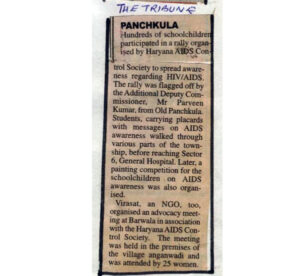 THE TRIBUNE
PANCHKULA
Hundreds of schoolchildren
participated in a rally organ-
ised by Haryana AIDS Con-
trol Society to spread aware-
ness regarding HIV/AIDS.
The rally was flagged off by
the Additional Deputy Com-
missioner, Mr Parveen
Kumar, from Old Panchkula.
Students, carrying placards
with messages on AIDS
awareness walked through
various parts of the town-
ship, before reaching Sector
6, General Hospital. Later, a
painting competition for the
schoolchildren on AIDS
awareness was also organ-
ised.
Virasat, an NGO, too,
organised an advocacy meet-
ing at Barwala in association
with the Haryana AIDS Con-
trol Society. The meeting
was held in the premises of
the village anganwadi and
was attended by 25 women.